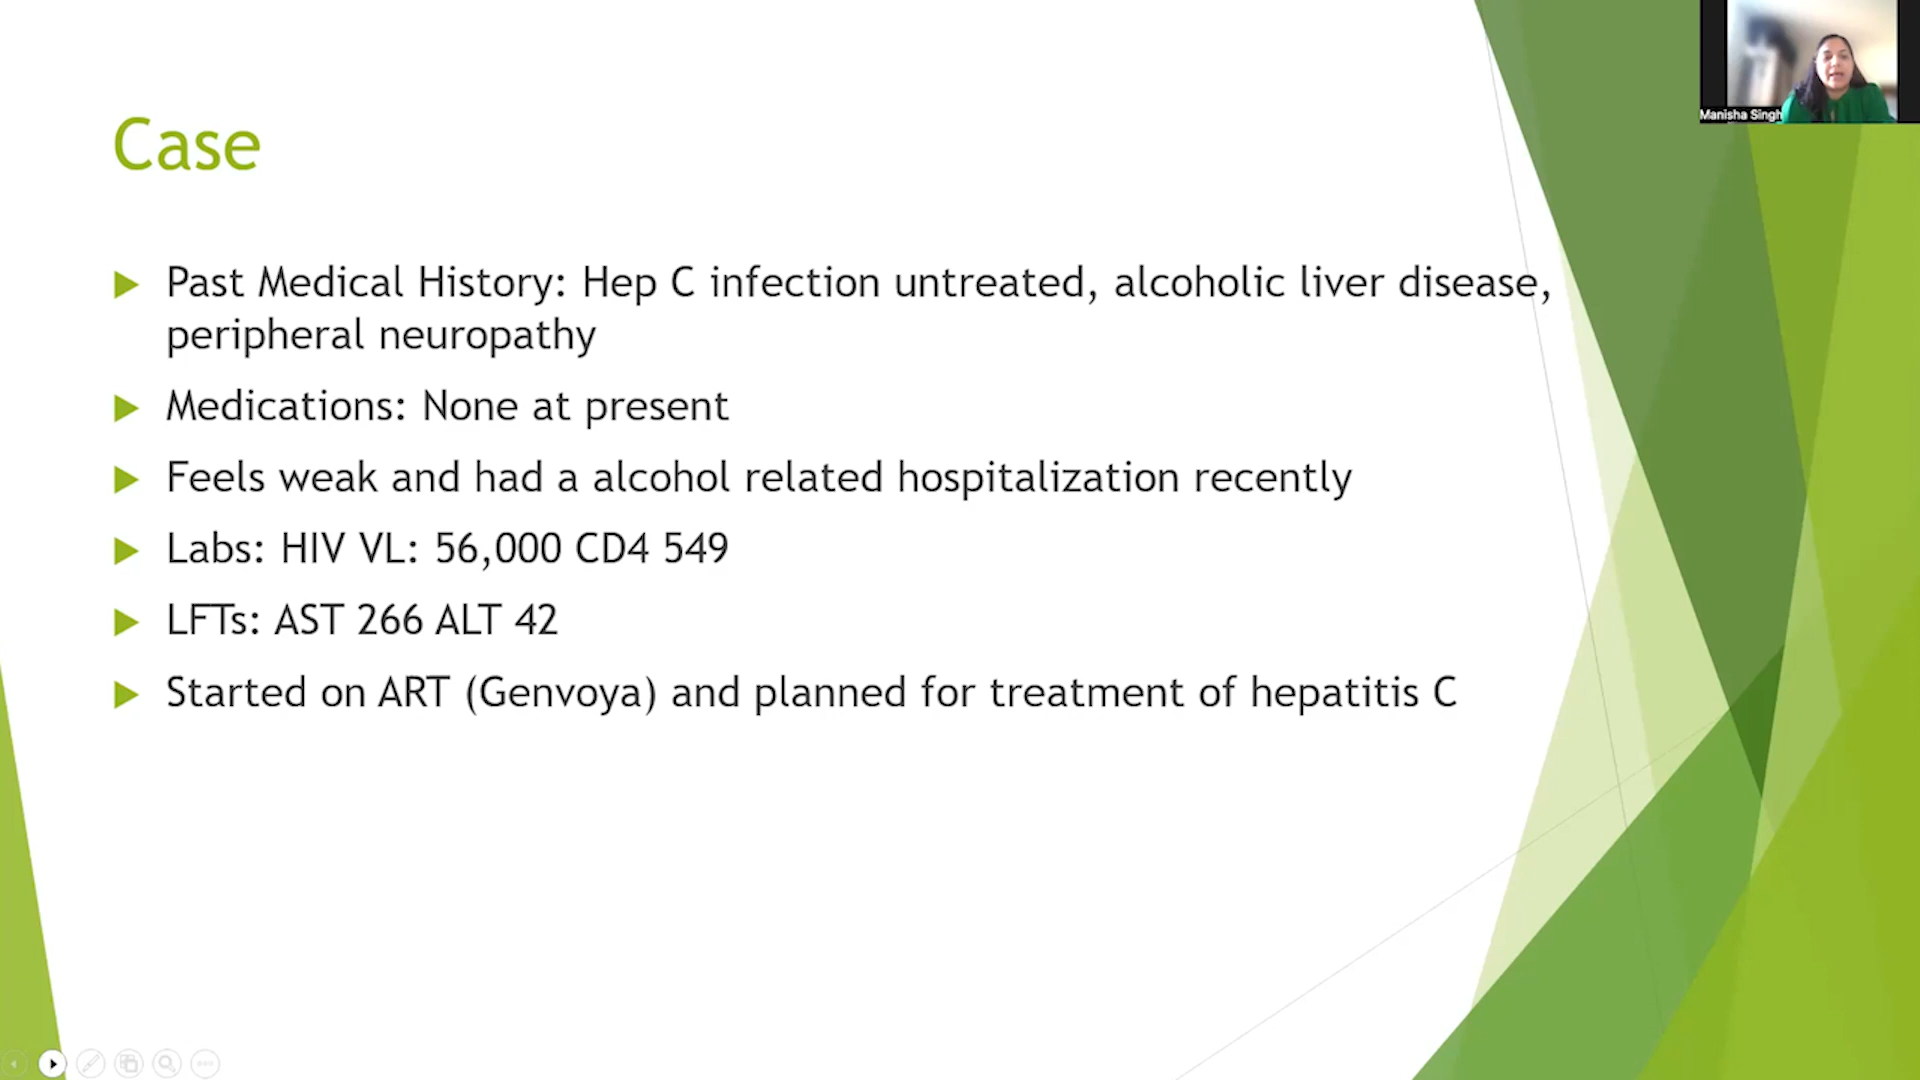 Manisha Singh
Case
Past Medical History: Hep C infection untreated, alcoholic liver disease,
peripheral neuropathy
Medications: None at present
Feels weak and had a alcohol related hospitalization recently
Labs: HIV VL: 56,000 CD4 549
LFTs: AST 266 ALT 42
Started on ART (Genvoya) and planned for treatment of hepatitis C